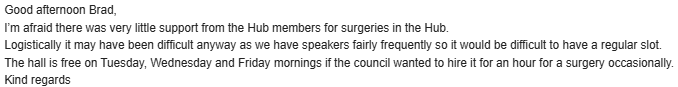 Good afternoon Brad,
I'm afraid there was very little support from the Hub members for surgeries in the Hub.
Logistically it may have been difficult anyway as we have speakers fairly frequently so it would be difficult to have a regular slot.
The hall is free on Tuesday, Wednesday and Friday mornings if the council wanted to hire it for an hour for a surgery occasionally.
Kind regards